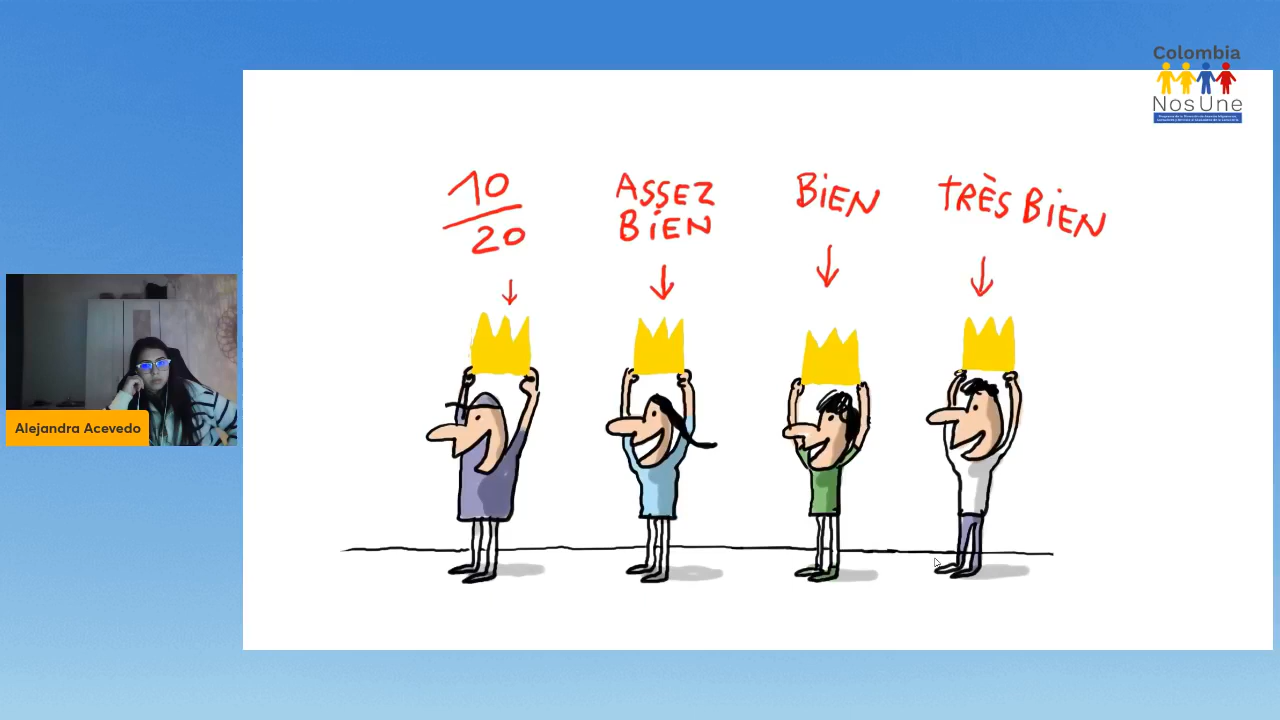 Colombia
NosUne
10
20
ASSEZ
BiEN
BiEN
TRÈS BiEN
Alejandra Acevedo